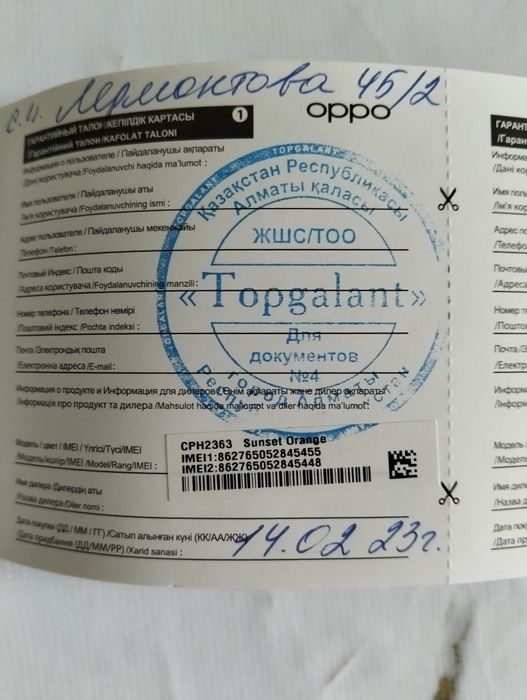 с.ш. Лермонтова 45/2
oppo
ГАРАНТИЙНЫЙ ТАЛОН/КЕПІЛДІК КАРТАСЫ
/Гарантійний талон /KAFOLAT TALONI
1
Информация о пользователе / Пайдаланушы ақпараты
/Дані користувача /Foydalanuvchi haqida ma'lumot :
Имя пользователя / Пайдаланушы аты
/Ім'я користувача /Foydalanuvchining ismi :
Адрес пользователя / Пайдаланушы мекенжайы
/Телефон /Telefon:
Почтовый Индекс / Пошта коды
/Адреса користувача /Foydalanuvchining manzili:
Номер телефона / Телефон немірі
/Поштовий індекс /Pochta indeksi :
Почта /Электрондық пошта
/Електронна адреса /E-mail:
Информация о продукте и Информация для дилеров / Өнім ақпараты және дилер ақпараты
/Інформація про продукт та дилера /Mahsulot haqida ma'lumot va diler haqida ma'lumot:
Модель / цвет / IMEI / Үлгісі/Түсі/IMEI
/Модель/колір/IMEI /Model/Rang/IMEI :
CPH2363 Sunset Orange
IMEI1:862765052845455
IMEI2:862765052845448
Имя дилера /Дилердің аты
/Назва дилера /Diler nomi :
Дата покупки (ДД / ММ / ГГ) /Сатып алынған күні (КК/АА/ЖЖ)
/Дата придбання (ДД/ММ/РР) /Xarid sanasi :
14.02 23г.
TOPGALANT
Қазақстан Республикасы
Алматы қаласы
ЖШС/ТОО
«Topgalant»
Для
документов
№4
город Алматы